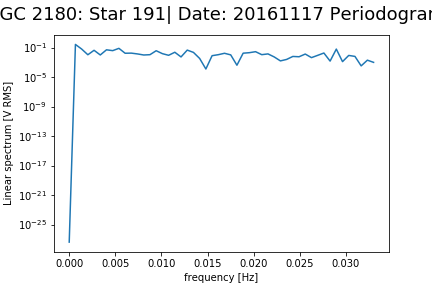 GC 2180: Star 191| Date: 20161117 Periodogram
10⁻¹
10⁻⁵
10⁻⁹
10⁻¹³
10⁻¹⁷
10⁻²¹
10⁻²⁵
Linear spectrum [V RMS]
0.000 0.005 0.010 0.015 0.020 0.025 0.030
frequency [Hz]